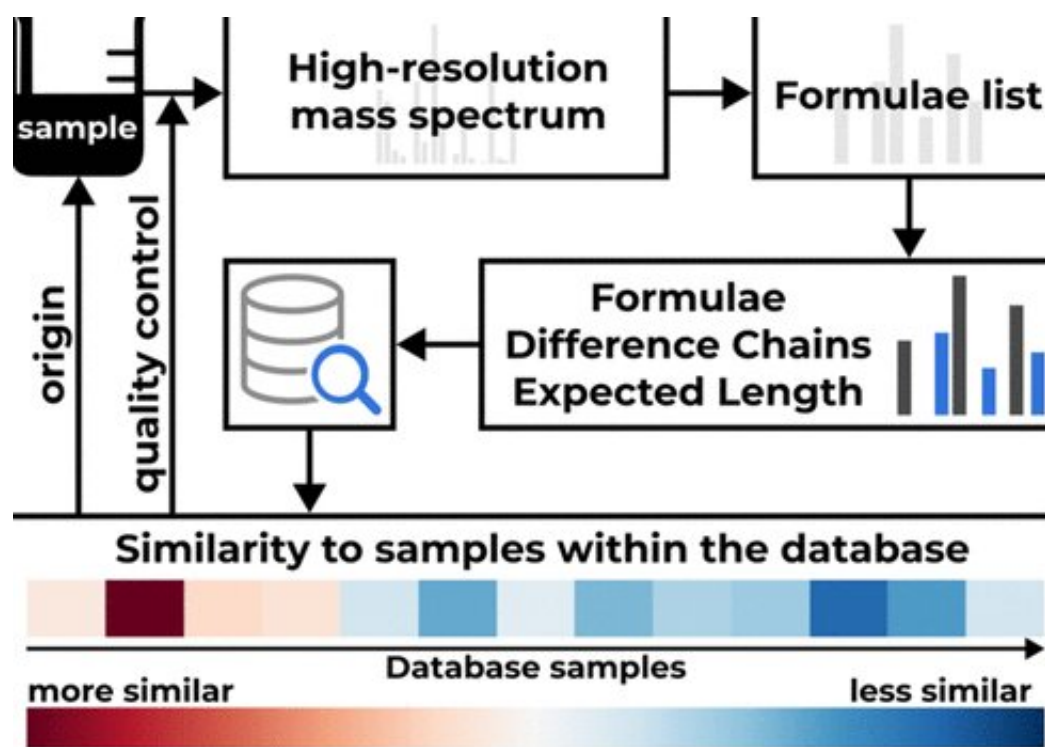 High-resolution
mass spectrum
Formulae list
sample
quality control
origin
Formulae
Difference Chains
Expected Length
Similarity to samples within the database
Database samples
more similar
less similar